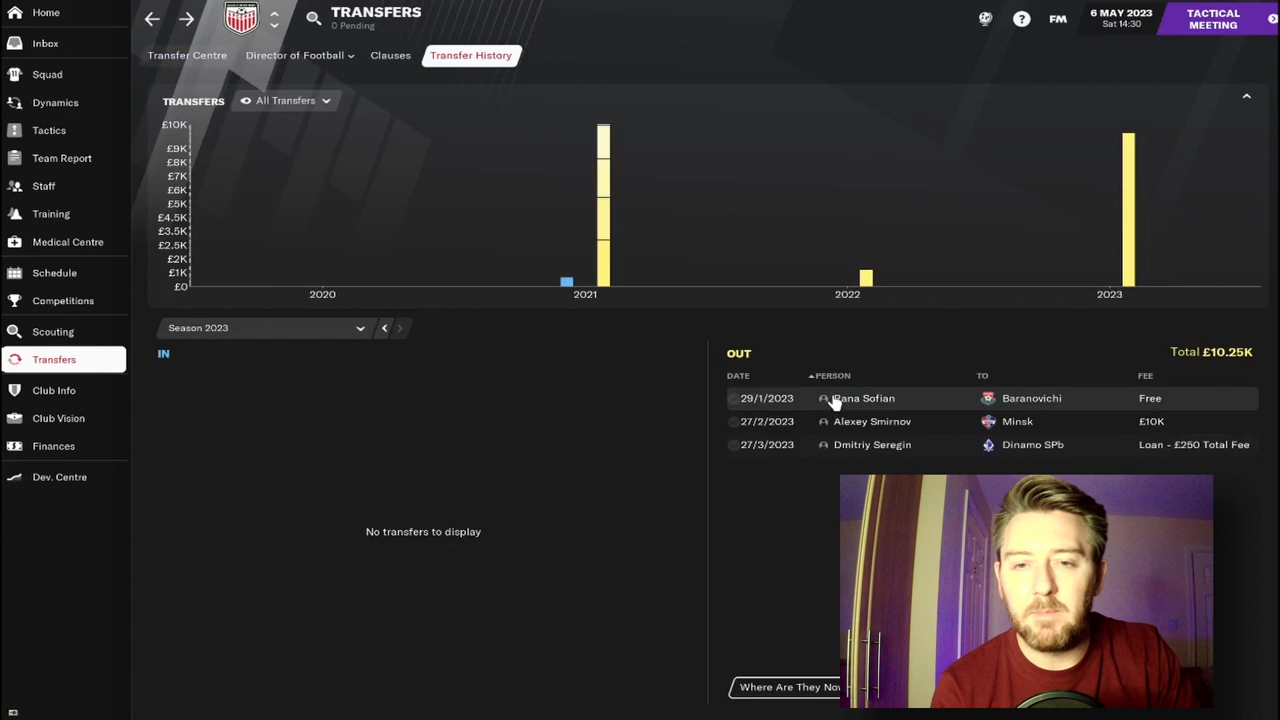 Home
Inbox
Squad
Dynamics
Tactics
Team Report
Staff
Training
Medical Centre
Schedule
Competitions
Scouting
Transfers
Club Info
Club Vision
Finances
Dev. Centre
TRANSFERS
0 Pending
FM
6 MAY 2023
Sat 14:30
TACTICAL
MEETING
Transfer Centre
Director of Football
Clauses
Transfer History
TRANSFERS
All Transfers
£10K
£9K
£8K
£7K
£6K
£5K
£4.5K
£3.5K
£2.5K
£2K
£1K
£0
2020 2021 2022 2023
Season 2023
IN
No transfers to display
OUT
Total £10.25K
DATE PERSON TO FEE
29/1/2023 Rana Sofian Baranovichi Free
27/2/2023 Alexey Smirnov Minsk £10K
27/3/2023 Dmitriy Seregin Dinamo SPb Loan - £250 Total Fee
Where Are They